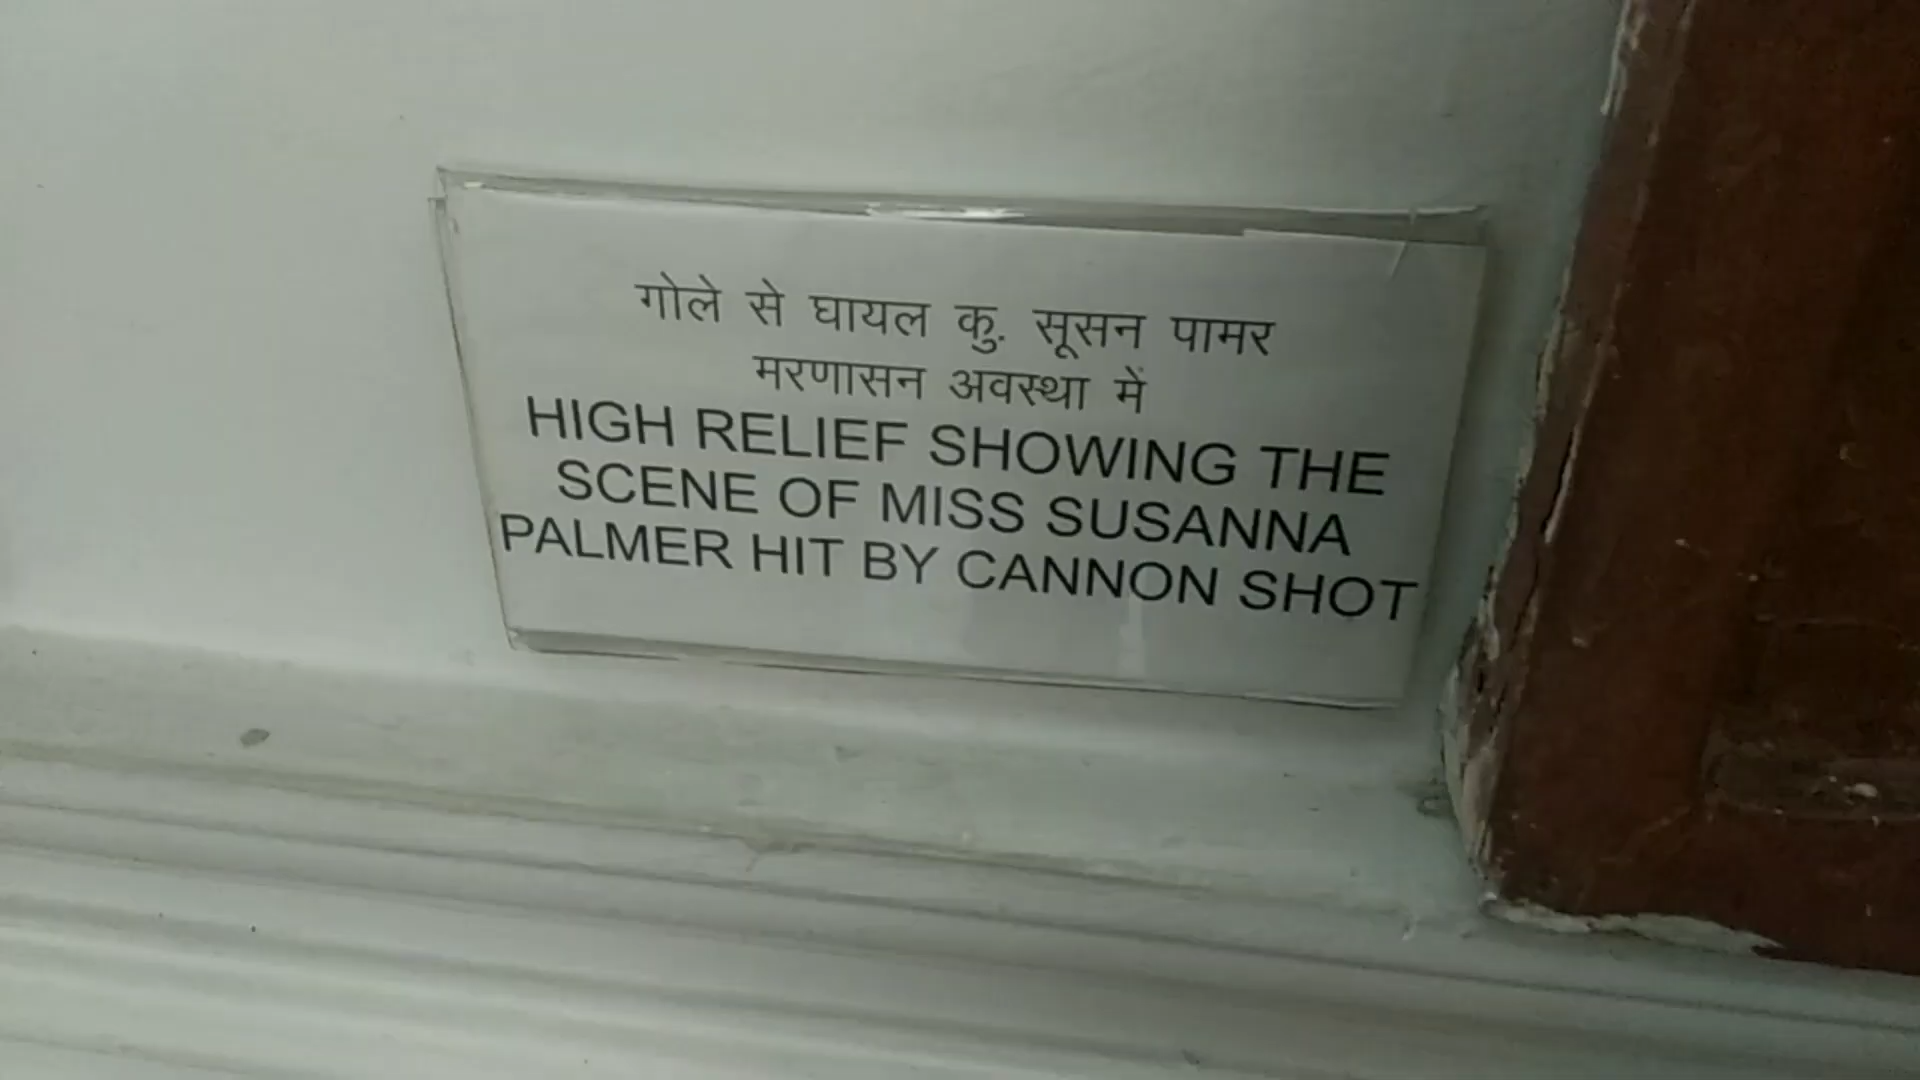 गोले से घायल कु. सूसन पामर
मरणासन अवस्था में
HIGH RELIEF SHOWING THE
SCENE OF MISS SUSANNA
PALMER HIT BY CANNON SHOT